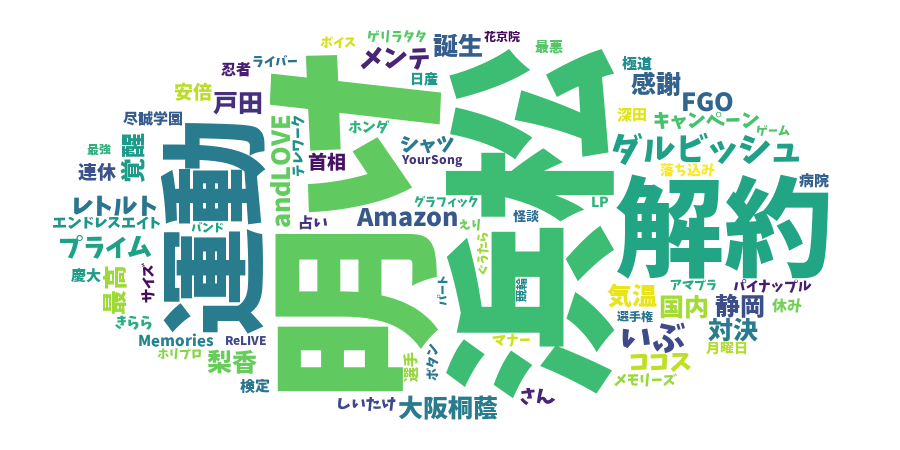 ボイス
ゲリラタタ
花京院
誕生
メンテ
最悪
ライバー
忍者
日産
極道
感謝
安倍
戸田
FGO
深田
キャンペーン
ゲーム
尽誠学園
テレワーク
ホンダ
浜松
明け
運動
解約
シャツ
YourSong
ダルビッシュ
最強
覚醒
連休
首相
落ち込み
病院
andLOVE
レトルト
エンドレスエイト
バンド
占い
Amazon
グラフィック
えり
怪談
LP
プライム
ぐうたら
慶大
最高
サイズ
パート
競輪
アマプラ
パイナップル
気温
国内
静岡
休み
きらら
選手権
いぶ
対決
Memories
ReLIVE
マナー
月曜日
ホリプロ
梨香
選手
ボタン
ココス
メモリーズ
検定
しいたけ
大阪桐蔭
さん